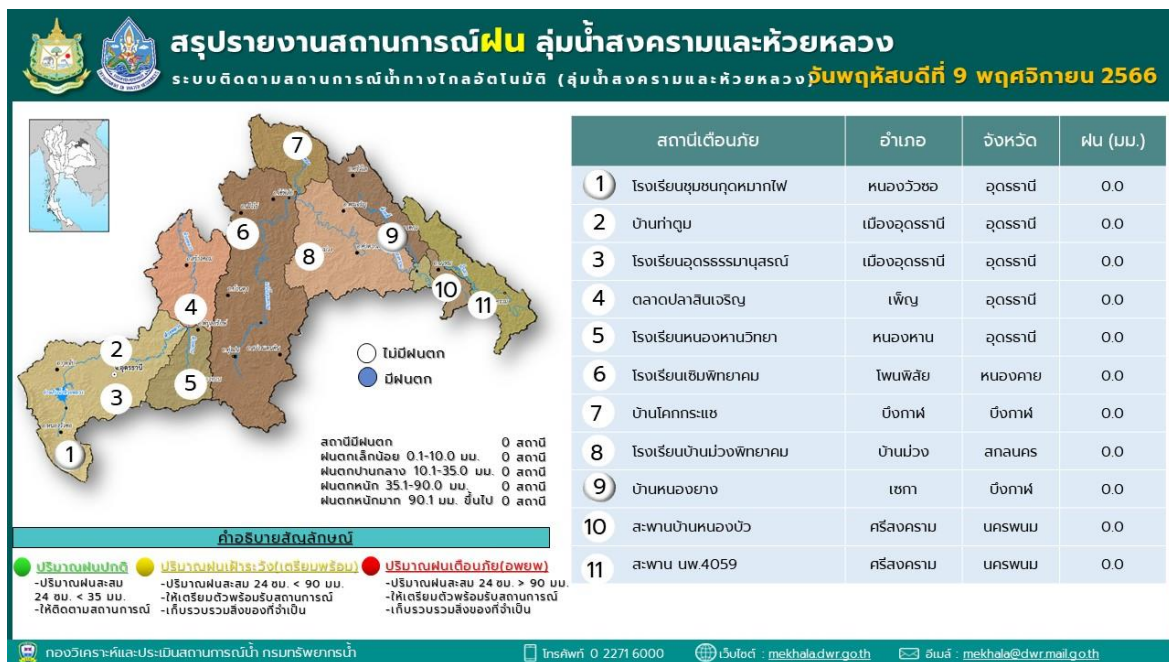 สรุปรายงานสถานการณ์ฝน ลุ่มน้ำสงครามและห้วยหลวง
ระบบติดตามสถานการณ์น้ำทางไกลอัตโนมัติ (ลุ่มน้ำสงครามและห้วยหลวง)
วันพฤหัสบดีที่ 9 พฤศจิกายน 2566
7
6
9
8
10
11
4
2
อ.อุดรธานี
5
3
1
ไม่มีฝนตก
มีฝนตก
สถานีมีฝนตก 0 สถานี
ฝนตกเล็กน้อย 0.1-10.0 มม. 0 สถานี
ฝนตกปานกลาง 10.1-35.0 มม. 0 สถานี
ฝนตกหนัก 35.1-90.0 มม. 0 สถานี
ฝนตกหนักมาก 90.1 มม. ขึ้นไป 0 สถานี
สถานีเตือนภัย อำเภอ จังหวัด ฝน (มม.)
1 โรงเรียนชุมชนกุดหมากไฟ หนองวัวซอ อุดรธานี 0.0
2 บ้านท่าตูม เมืองอุดรธานี อุดรธานี 0.0
3 โรงเรียนอุดรธรรมานุสรณ์ เมืองอุดรธานี อุดรธานี 0.0
4 ตลาดปลาสินเจริญ เพ็ญ อุดรธานี 0.0
5 โรงเรียนหนองหานวิทยา หนองหาน อุดรธานี 0.0
6 โรงเรียนเซิมพิทยาคม โพนพิสัย หนองคาย 0.0
7 บ้านโคกกระแซ บึงกาฬ บึงกาฬ 0.0
8 โรงเรียนบ้านม่วงพิทยาคม บ้านม่วง สกลนคร 0.0
9 บ้านหนองยาง เซกา บึงกาฬ 0.0
10 สะพานบ้านหนองบัว ศรีสงคราม นครพนม 0.0
11 สะพาน นพ.4059 ศรีสงคราม นครพนม 0.0
คำอธิบายสัญลักษณ์
ปริมาณฝนปกติ
-ปริมาณฝนสะสม
24 ชม. < 35 มม.
-ให้ติดตามสถานการณ์
ปริมาณฝนเฝ้าระวัง(เตรียมพร้อม)
-ปริมาณฝนสะสม 24 ชม. < 90 มม.
-ให้เตรียมตัวพร้อมรับสถานการณ์
-เก็บรวบรวมสิ่งของที่จำเป็น
ปริมาณฝนเตือนภัย(อพยพ)
-ปริมาณฝนสะสม 24 ชม. > 90 มม.
-ให้เตรียมตัวพร้อมรับสถานการณ์
-เก็บรวบรวมสิ่งของที่จำเป็น
กองวิเคราะห์และประเมินสถานการณ์น้ำ กรมทรัพยากรน้ำ
โทรศัพท์ 0 2271 6000
เว็บไซต์ : mekhala.dwr.go.th
อีเมล์ : mekhala@dwr.mail.go.th